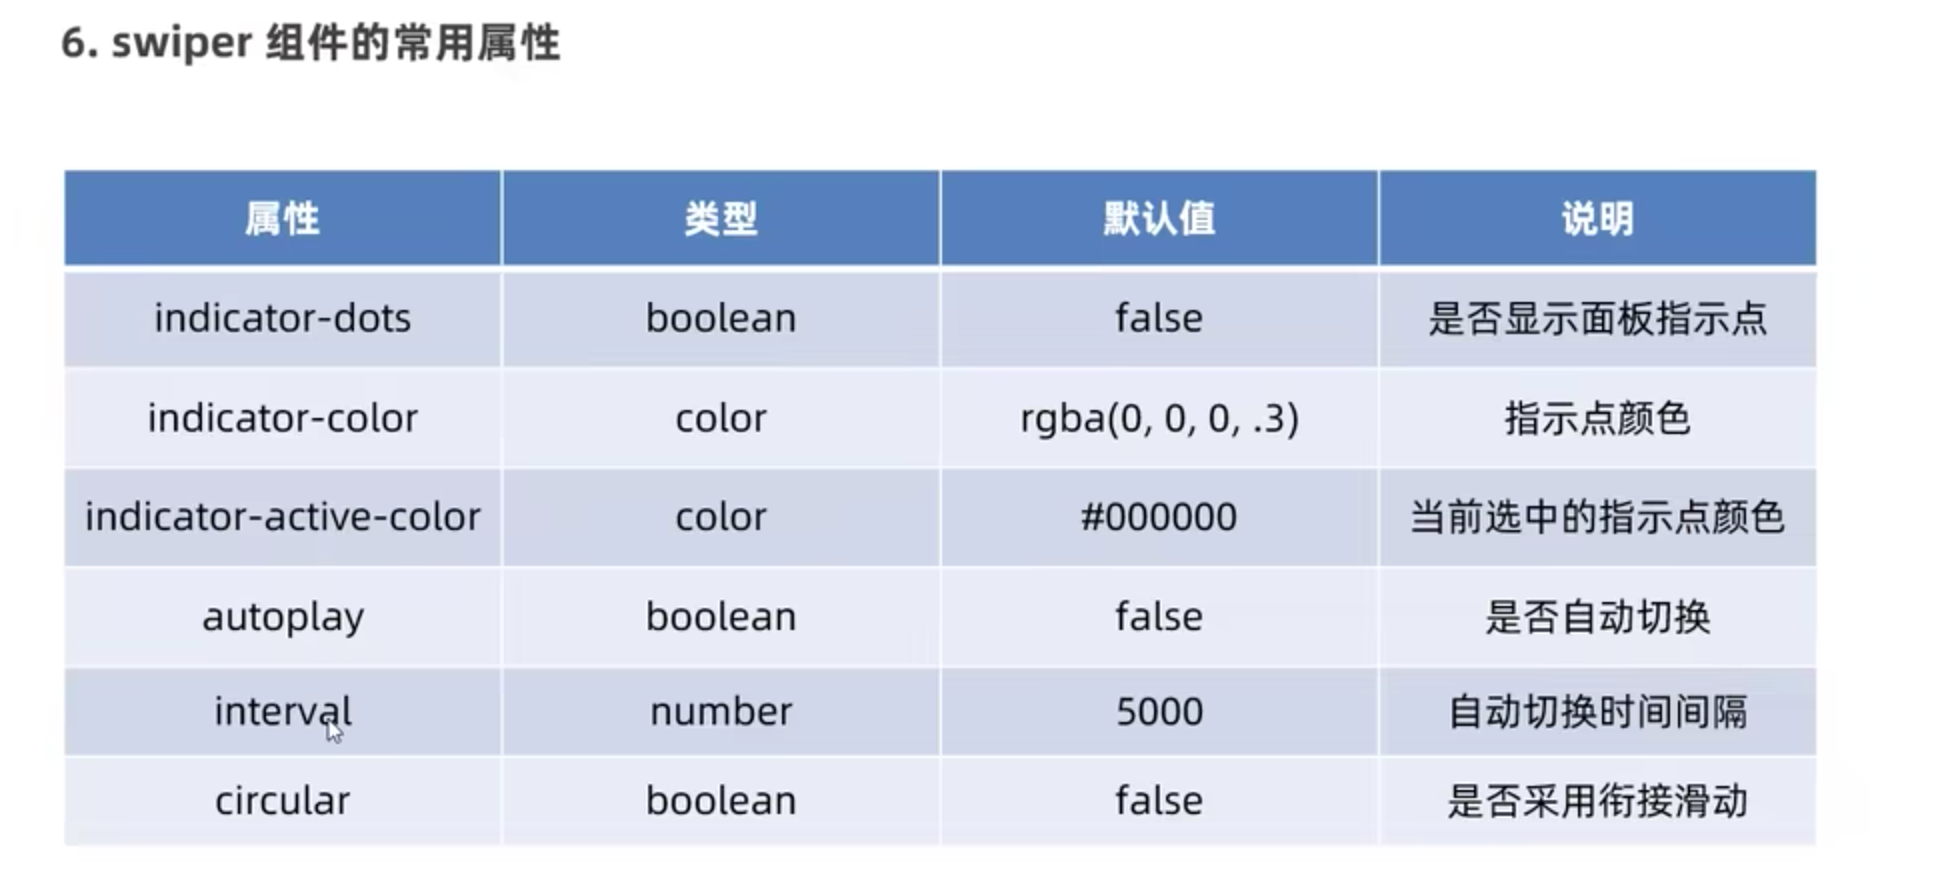 6. swiper 组件的常用属性
属性 类型 默认值 说明
indicator-dots boolean false 是否显示面板指示点
indicator-color color rgba(0, 0, 0, .3) 指示点颜色
indicator-active-color color #000000 当前选中的指示点颜色
autoplay boolean false 是否自动切换
interval number 5000 自动切换时间间隔
circular boolean false 是否采用衔接滑动